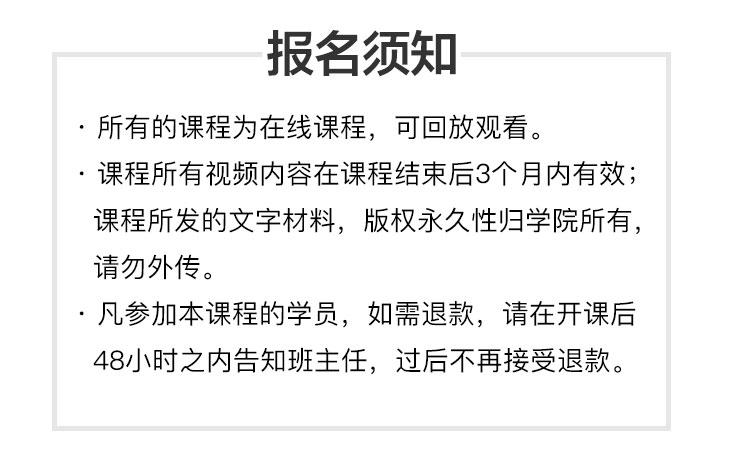 报名须知
· 所有的课程为在线课程，可回放观看。
· 课程所有视频内容在课程结束后3个月内有效；
课程所发的文字材料，版权永久性归学院所有，
请勿外传。
· 凡参加本课程的学员，如需退款，请在开课后
48小时之内告知班主任，过后不再接受退款。